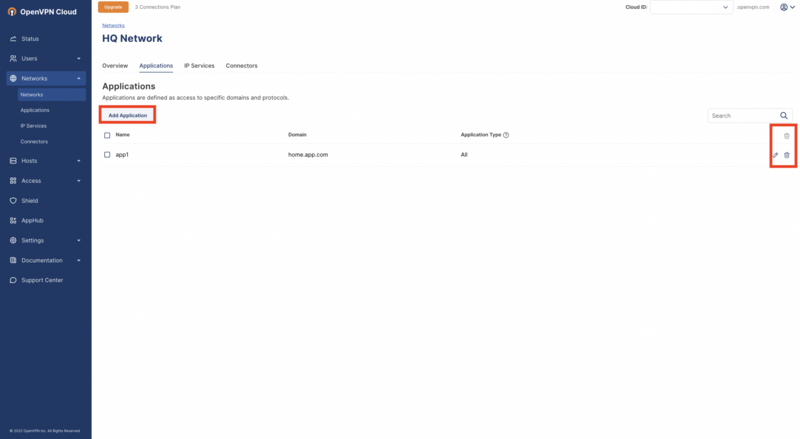 OpenVPN Cloud
Upgrade
3 Connections Plan
Cloud ID:
.openvpn.com
Status
Users
Networks
Networks
Applications
IP Services
Connectors
Hosts
Access
Shield
AppHub
Settings
Documentation
Support Center
© 2023 OpenVPN Inc. All Rights Reserved
Networks
HQ Network
Overview
Applications
IP Services
Connectors
Applications
Applications are defined as access to specific domains and protocols.
Add Application
Search
Name Domain Application Type
app1 home.app.com All